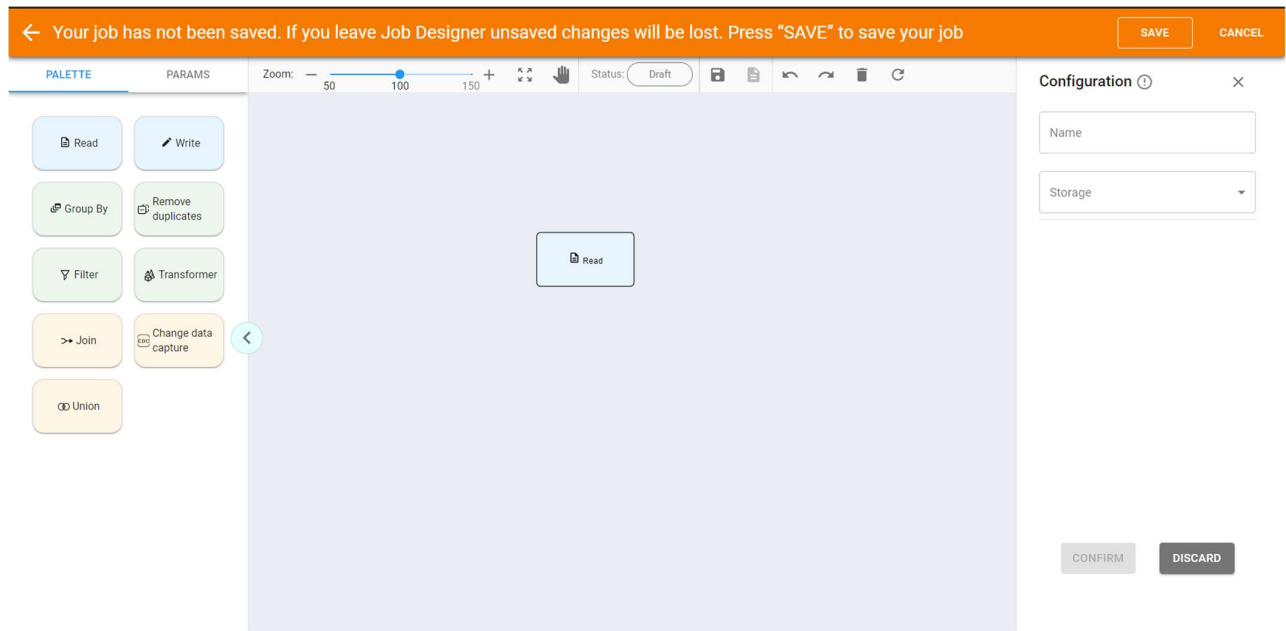 Your job has not been saved. If you leave Job Designer unsaved changes will be lost. Press “SAVE” to save your job
SAVE
CANCEL
PALETTE
PARAMS
Zoom:
50
100
150
Status:
Draft
Read
Write
Group By
Remove
duplicates
Filter
Transformer
Join
CDC
Change data
capture
Union
Read
Configuration
Name
Storage
CONFIRM
DISCARD